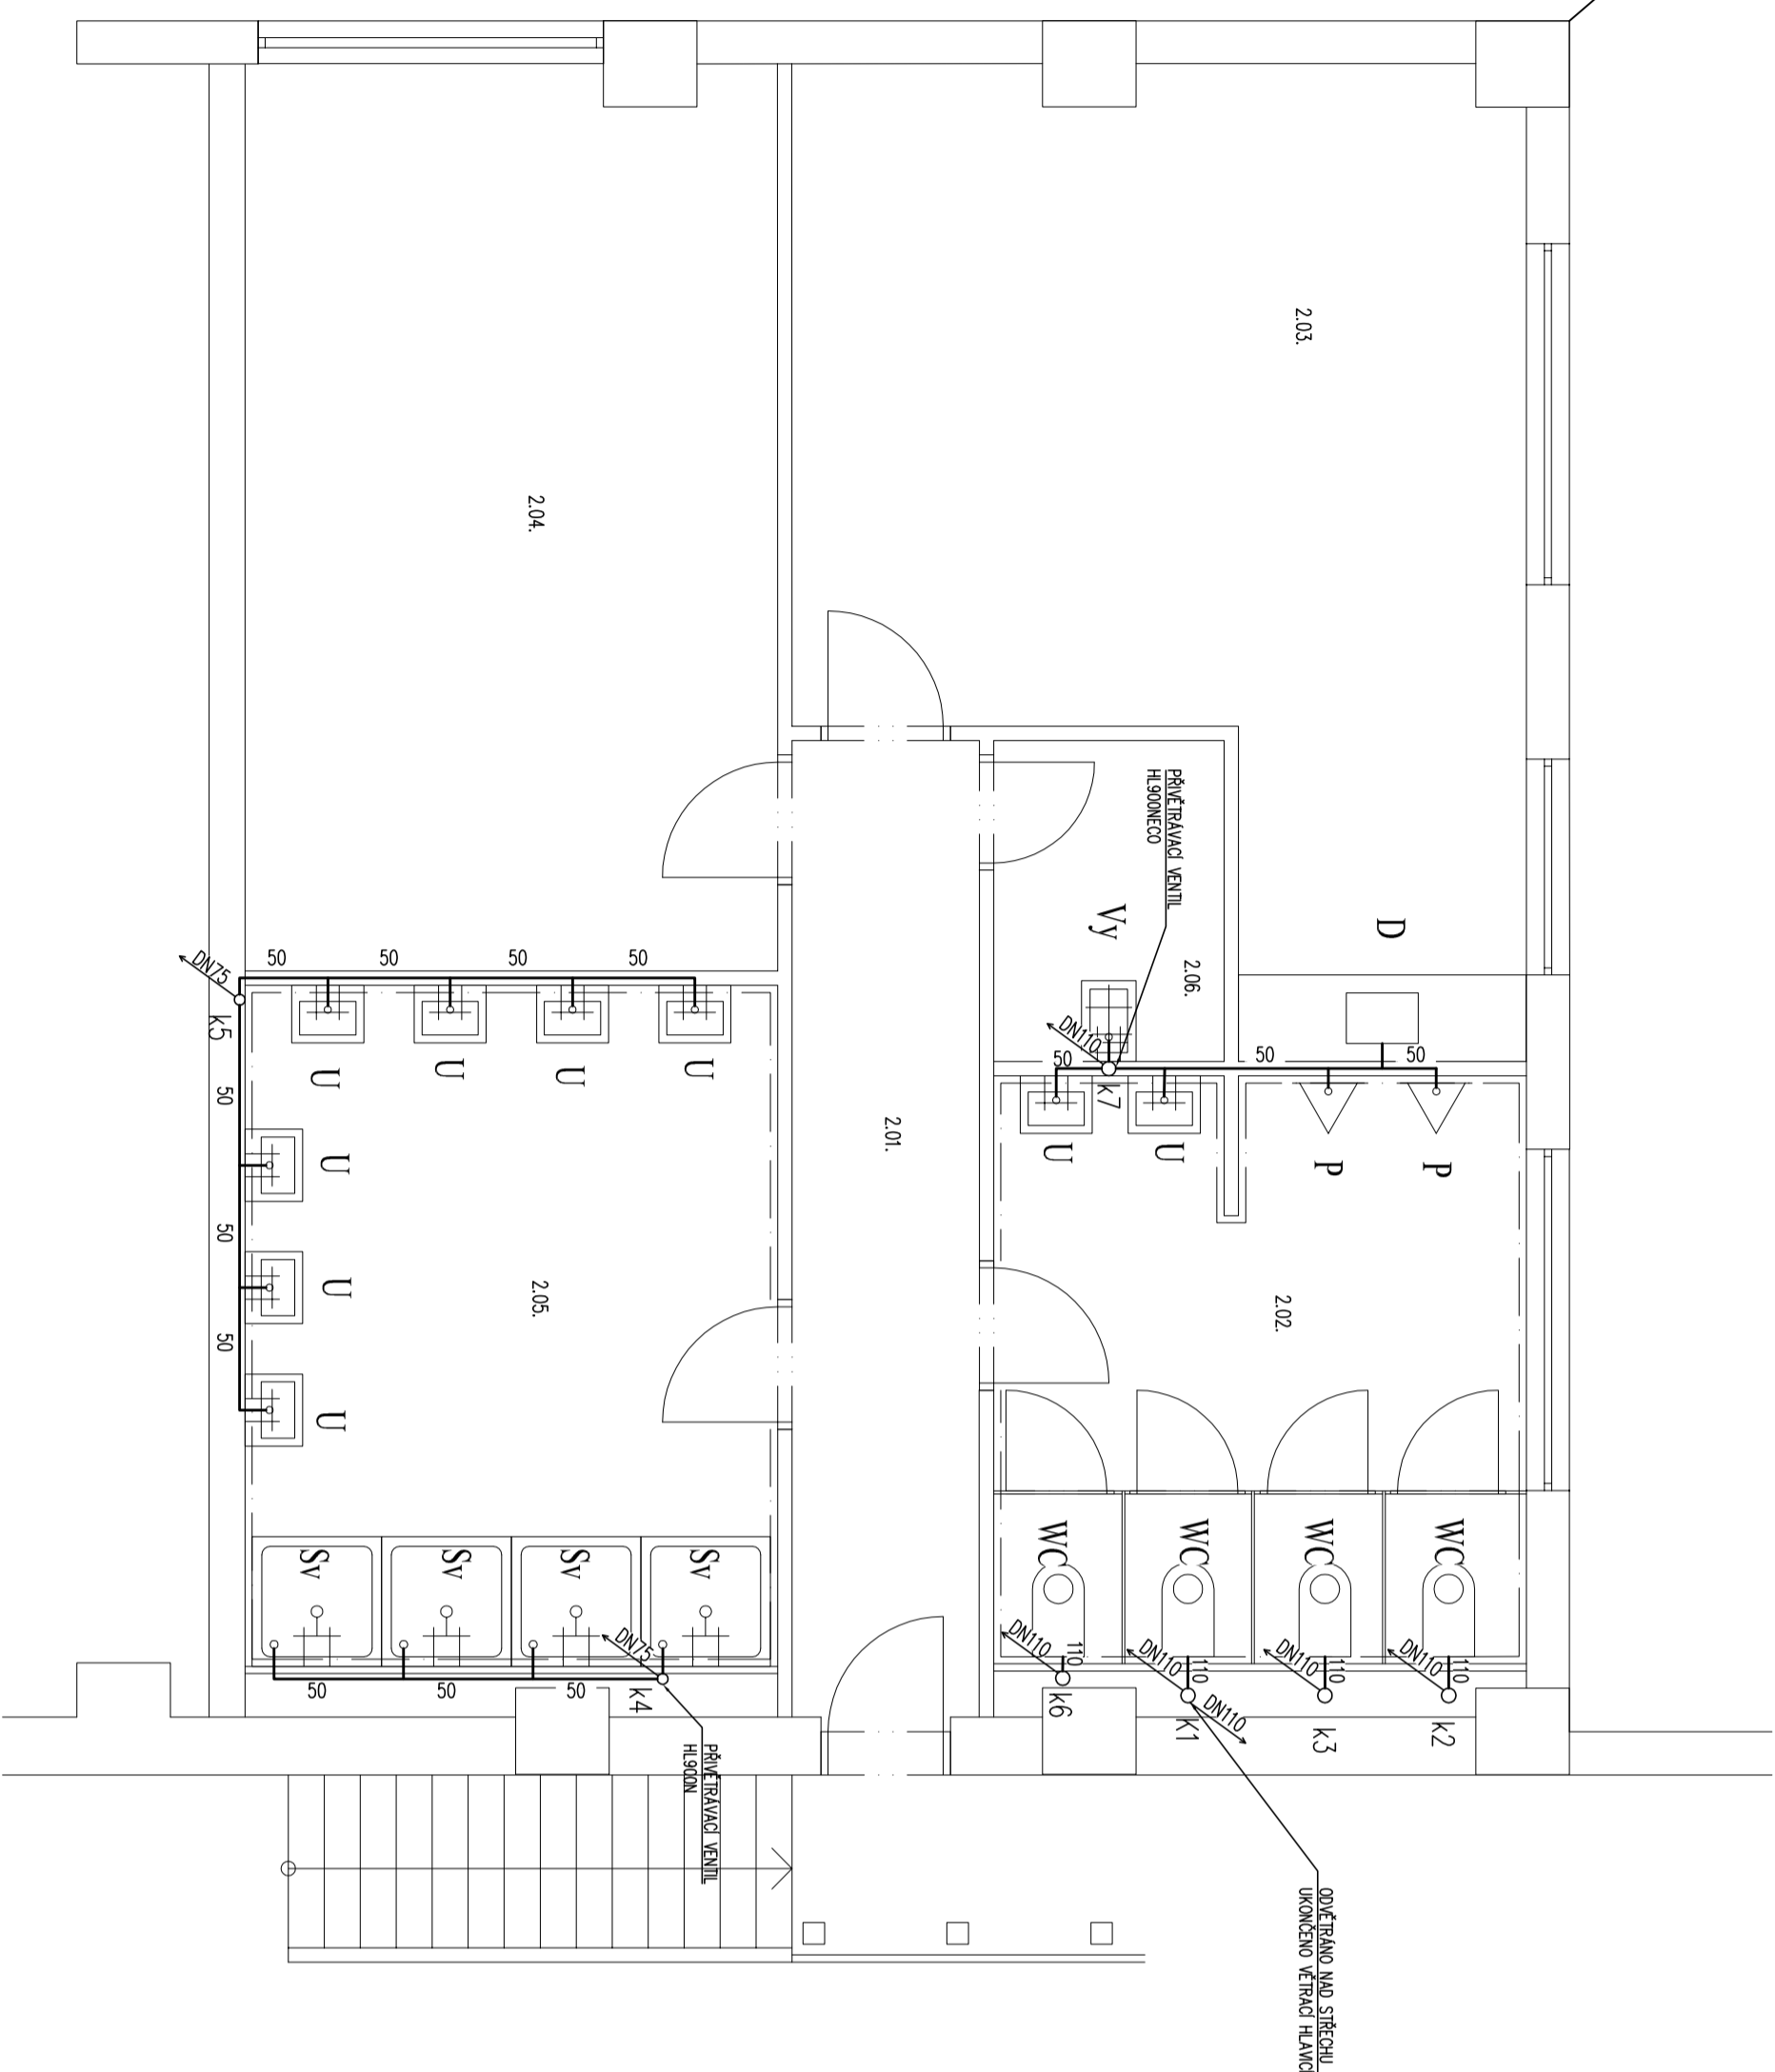 2.03.
2.04.
PŘIVĚTRÁVACÍ VENTIL
HL900NECO
Vy
D
2.06.
50
50
50
50
DN75
k5
DN110
50
50
50
k7
U
U
U
U
U
U
P
P
2.01.
50
U
50
U
50
U
2.05.
2.02.
Sv
Sv
Sv
Sv
WC
WC
WC
WC
DN75
50
50
50
k4
DN110
110
k6
DN110
110
K1
DN110
DN110
110
k3
DN110
110
k2
PŘIVĚTRÁVACÍ VENTIL
HL900N
ODVĚTRÁNO NAD STŘECHU
UKONČENO VĚTRACÍ HLAVICÍ